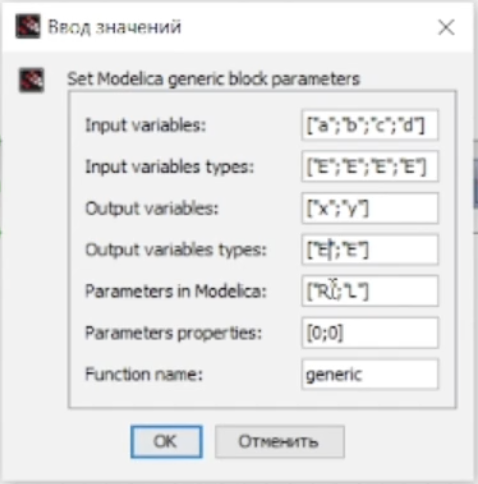 Ввод значений
Set Modelica generic block parameters
Input variables: ["a";"b";"c";"d"]
Input variables types: ["E";"E";"E";"E"]
Output variables: ["x";"y"]
Output variables types: ["E";"E"]
Parameters in Modelica: ["R";"L"]
Parameters properties: [0;0]
Function name: generic
OK Отменить